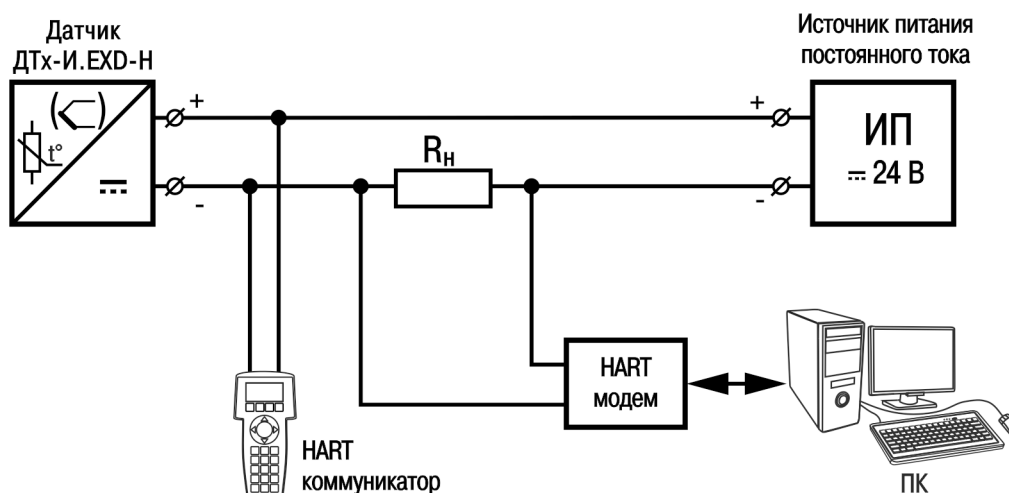 Датчик
ДТх-И.EXD-H
Источник питания
постоянного тока
+
+
t°
Rн
ИП
24 В
-
-
HART
модем
HART
коммуникатор
ПК